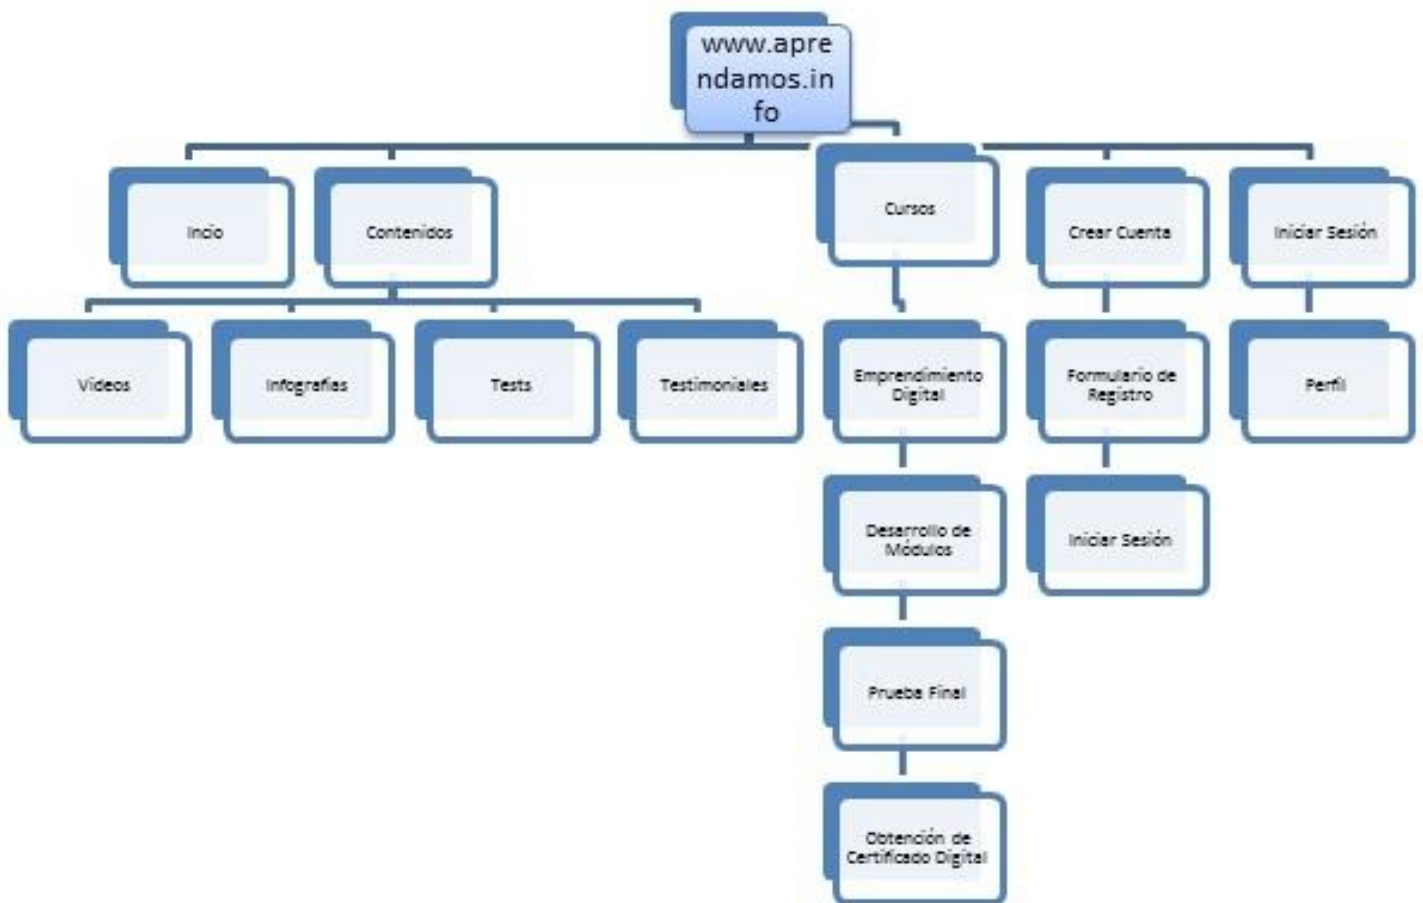 www.apre
ndamos.in
fo
Incio
Contenidos
Cursos
Crear Cuenta
Iniciar Sesión
Videos
Infografías
Tests
Testimoniales
Emprendimiento
Digital
Formulario de
Registro
Perfil
Desarrollo de
Módulos
Iniciar Sesión
Prueba Final
Obtención de
Certificado Digital